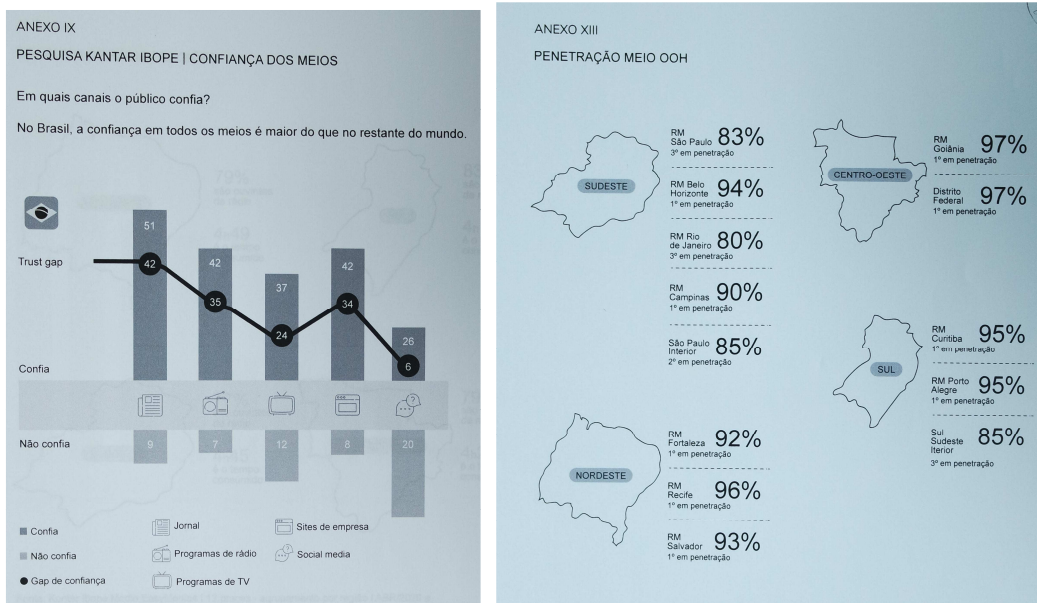 ANEXO IX
PESQUISA KANTAR IBOPE | CONFIANÇA DOS MEIOS
Em quais canais o público confia?
No Brasil, a confiança em todos os meios é maior do que no restante do mundo.
51
42
37
42
26
Trust gap
42
35
24
34
6
Confia
Não confia
9
7
12
8
20
Confia
Jornal
Sites de empresa
Não confia
Programas de rádio
Social media
Gap de confiança
Programas de TV
ANEXO XIII
PENETRAÇÃO MEIO OOH
SUDESTE
RM
São Paulo 83%
3º em penetração
RM Belo
Horizonte 94%
1º em penetração
RM Rio
de Janeiro 80%
3º em penetração
RM
Campinas 90%
1º em penetração
São Paulo
Interior 85%
2º em penetração
CENTRO-OESTE
RM
Goiânia 97%
1º em penetração
Distrito
Federal 97%
1º em penetração
SUL
RM
Curitiba 95%
1º em penetração
RM Porto
Alegre 95%
1º em penetração
Sul
Sudeste
Iterior 85%
3º em penetração
NORDESTE
RM
Fortaleza 92%
1º em penetração
RM
Recife 96%
1º em penetração
RM
Salvador 93%
1º em penetração